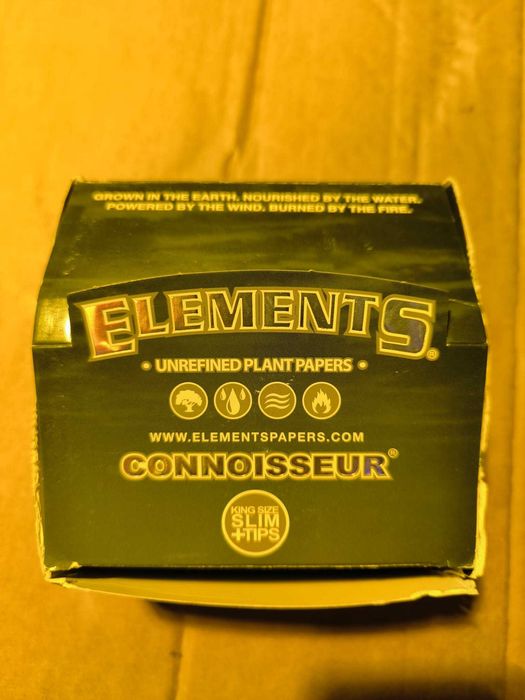 GROWN IN THE EARTH. NOURISHED BY THE WATER.
POWERED BY THE WIND. BURNED BY THE FIRE.
ELEMENTS®
• UNREFINED PLANT PAPERS •
WWW.ELEMENTSPAPERS.COM
CONNOISSEUR®
KING SIZE
SLIM
+TIPS